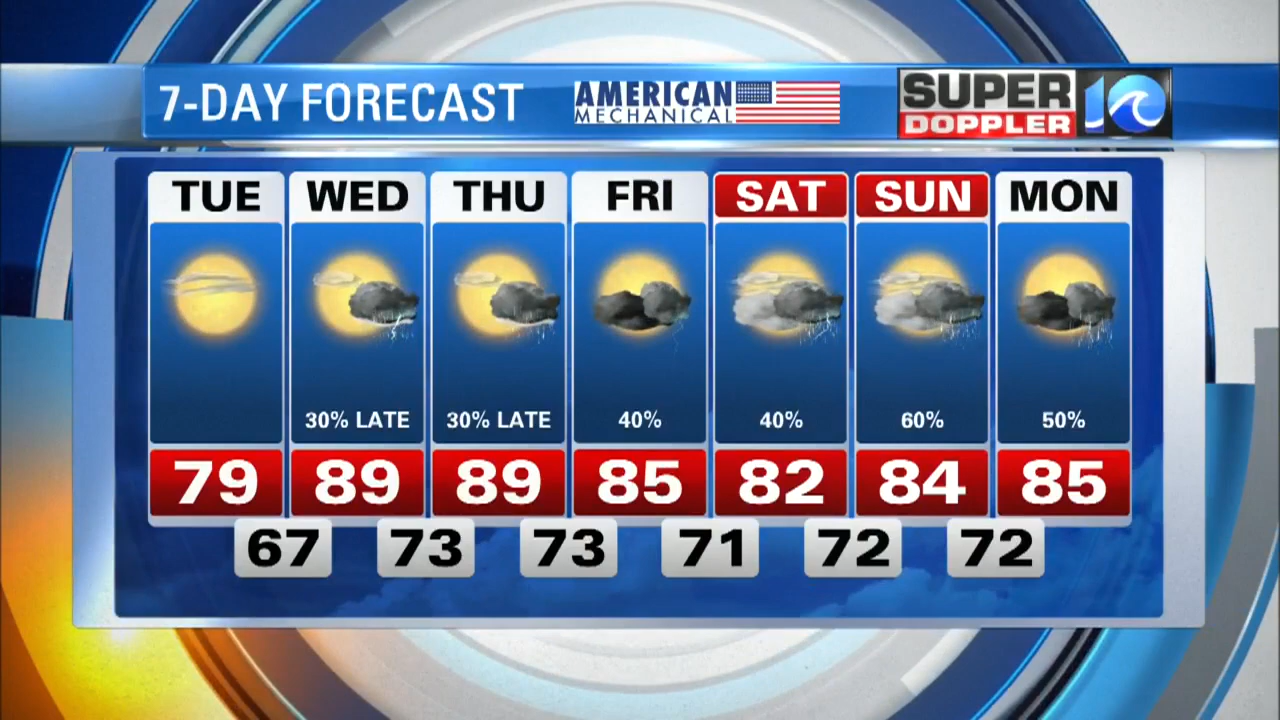 7-DAY FORECAST
AMERICAN
MECHANICAL
SUPER
DOPPLER
10
TUE WED THU FRI SAT SUN MON
30% LATE 30% LATE 40% 40% 60% 50%
79 89 89 85 82 84 85
67 73 73 71 72 72